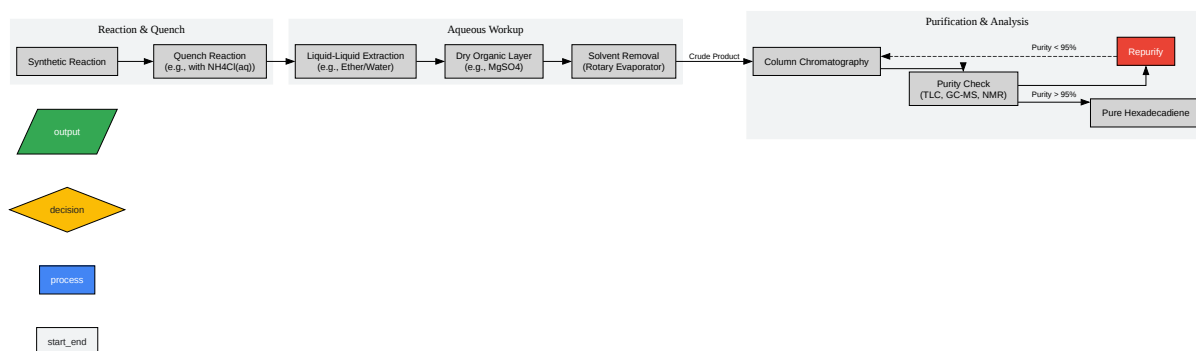 Reaction & Quench
Synthetic Reaction
Quench Reaction
(e.g., with NH4Cl(aq))
Aqueous Workup
Liquid-Liquid Extraction
(e.g., Ether/Water)
Dry Organic Layer
(e.g., MgSO4)
Solvent Removal
(Rotary Evaporator)
Crude Product
Purification & Analysis
Column Chromatography
Purity < 95%
Repurify
Purity Check
(TLC, GC-MS, NMR)
Purity > 95%
Pure Hexadecadiene
output
decision
process
start_end